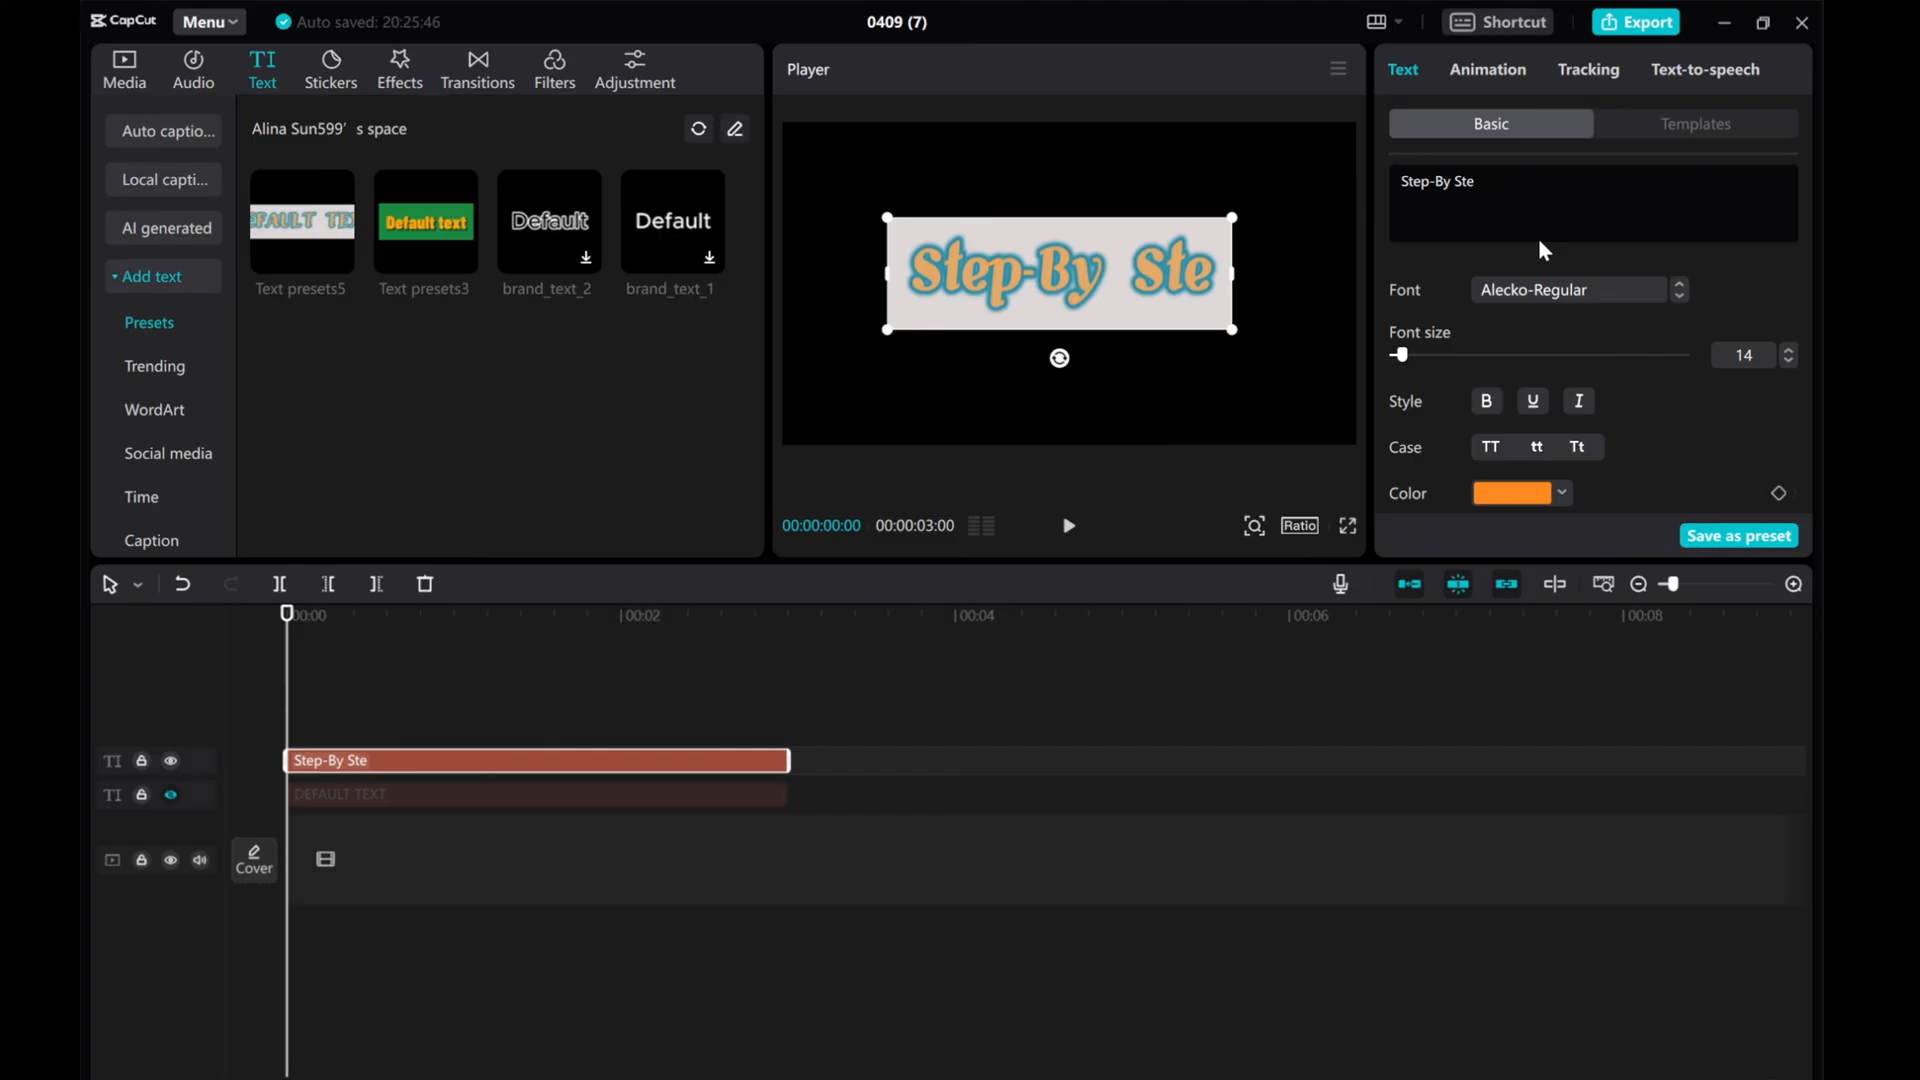 CapCut Menu Auto saved: 20:25:46 0409 (7) Shortcut Export
Media Audio TI Text Stickers Effects Transitions Filters Adjustment
Player
Text Animation Tracking Text-to-speech
Auto captio...
Local capti...
AI generated
Add text
Presets
Trending
WordArt
Social media
Time
Caption
Alina Sun599' s space
DEFAULT TEX Default text Default Default
Text presets5 Text presets3 brand_text_2 brand_text_1
Step-By Ste
00:00:00:00 00:00:03:00 Ratio
Basic Templates
Step-By Ste
Font Alecko-Regular
Font size
14
Style B U I
Case TT tt Tt
Color
Save as preset
00:00 00:02 00:04 00:06 00:08
TI Step-By Ste
TI DEFAULT TEXT
Cover